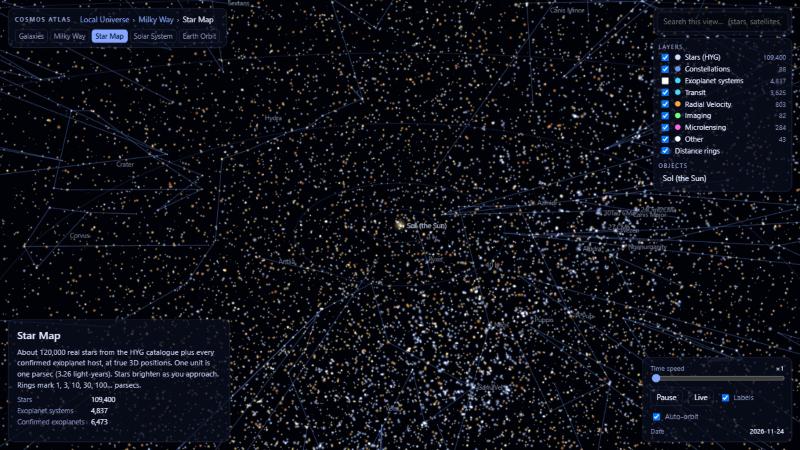 COSMOS ATLAS Local Universe › Milky Way › Star Map
Galaxies Milky Way Star Map Solar System Earth Orbit
Sextans
Canis Minor
Search this view... (stars, satellites,
LAYERS
Stars (HYG) 109,400
Constellations 88
Exoplanet systems 4,837
Transit 3,625
Radial Velocity 803
Imaging 82
Microlensing 284
Other 43
Distance rings
OBJECTS
Sol (the Sun)
Hydra
Crater
Corvus
Sol (the Sun)
Antlia
Star Map
About 120,000 real stars from the HYG catalogue plus every
confirmed exoplanet host, at true 3D positions. One unit is
one parsec (3.26 light-years). Stars brighten as you approach.
Rings mark 1, 3, 10, 30, 100... parsecs.
Stars 109,400
Exoplanet systems 4,837
Confirmed exoplanets 6,473
Time speed ×1
Pause Live Labels
Auto-orbit
Date 2026-11-24